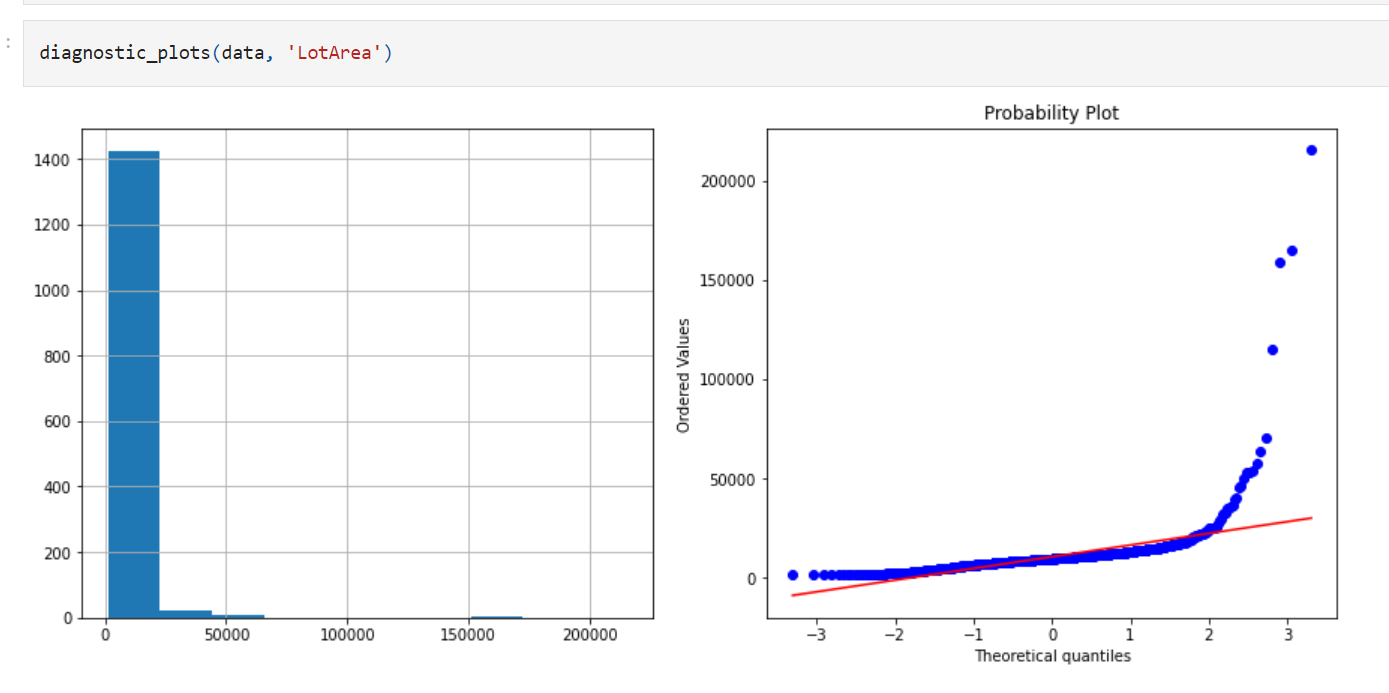 :
diagnostic_plots(data, 'LotArea')
1400
1200
1000
800
600
400
200
0
0 50000 100000 150000 200000
Probability Plot
Ordered Values
200000
150000
100000
50000
0
−3 −2 −1 0 1 2 3
Theoretical quantiles